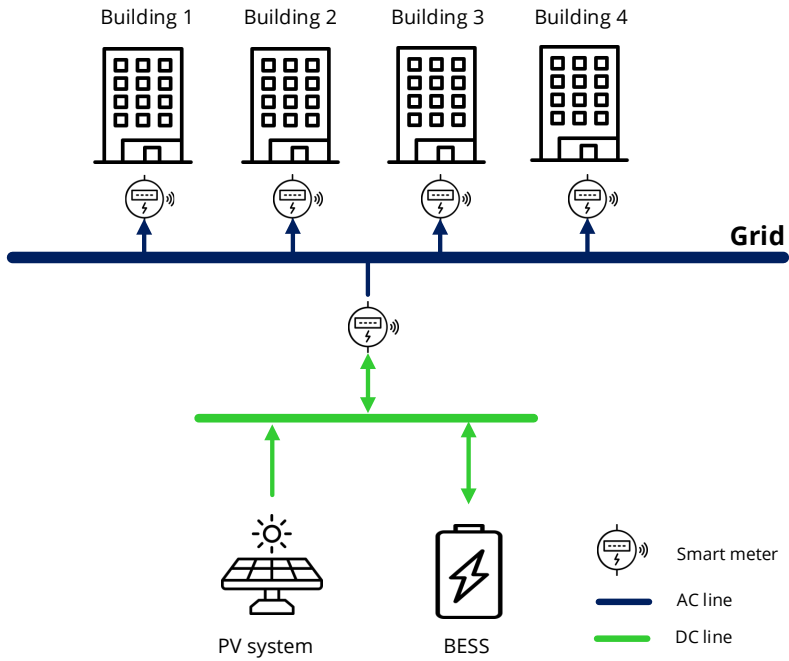 Building 1
Building 2
Building 3
Building 4
Grid
Smart meter
AC line
DC line
PV system
BESS